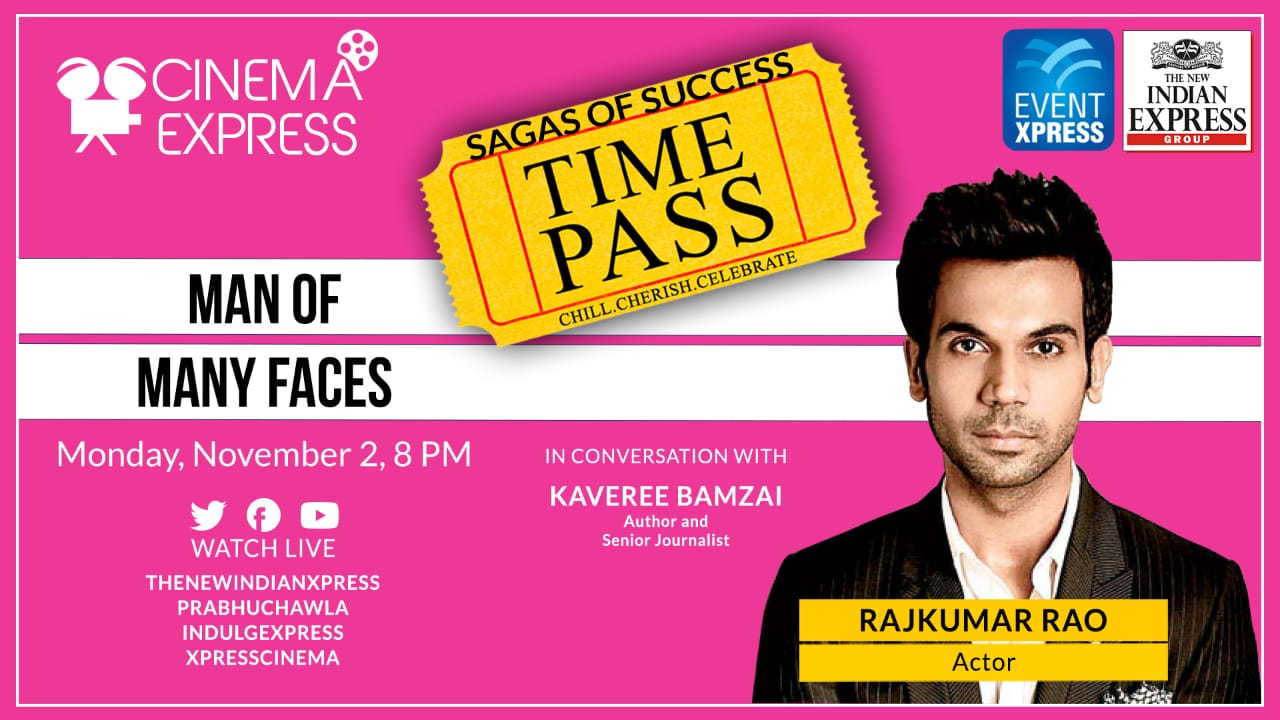 CINEMA
EXPRESS
SAGAS OF SUCCESS
TIME
PASS
CHILL.CHERISH.CELEBRATE
EVENT
XPRESS
THE NEW
INDIAN
EXPRESS
GROUP
MAN OF
MANY FACES
Monday, November 2, 8 PM
WATCH LIVE
THENEWINDIANXPRESS
PRABHUCHAWLA
INDULGEXPRESS
XPRESSCINEMA
IN CONVERSATION WITH
KAVEREE BAMZAI
Author and
Senior Journalist
RAJKUMAR RAO
Actor